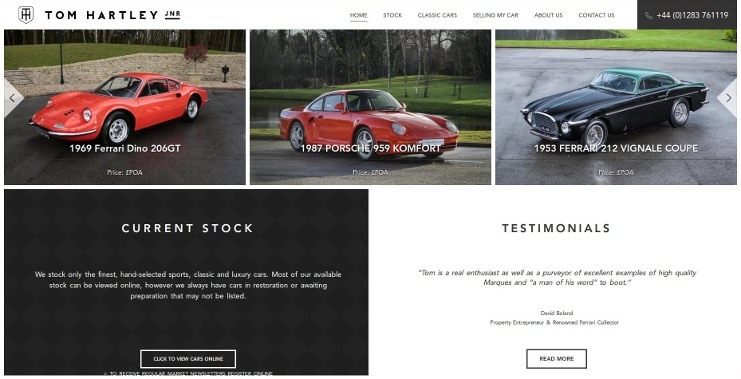 TOM HARTLEY JNR
HOME STOCK CLASSIC CARS SELLING MY CAR ABOUT US CONTACT US
+44 (0)1283 761119
1969 Ferrari Dino 206GT
Price: £POA
1987 PORSCHE 959 KOMFORT
Price: £POA
1953 FERRARI 212 VIGNALE COUPE
Price: £POA
CURRENT STOCK
We stock only the finest, hand-selected sports, classic and luxury cars. Most of our available
stock can be viewed online, however we always have cars in restoration or awaiting
preparation that may not be listed.
CLICK TO VIEW CARS ONLINE
> TO RECEIVE REGULAR MARKET NEWSLETTERS REGISTER ONLINE
TESTIMONIALS
"Tom is a real enthusiast as well as a purveyor of excellent examples of high quality
Marques and "a man of his word" to boot."
David Boland
Property Entrepreneur & Renowned Ferrari Collector
READ MORE